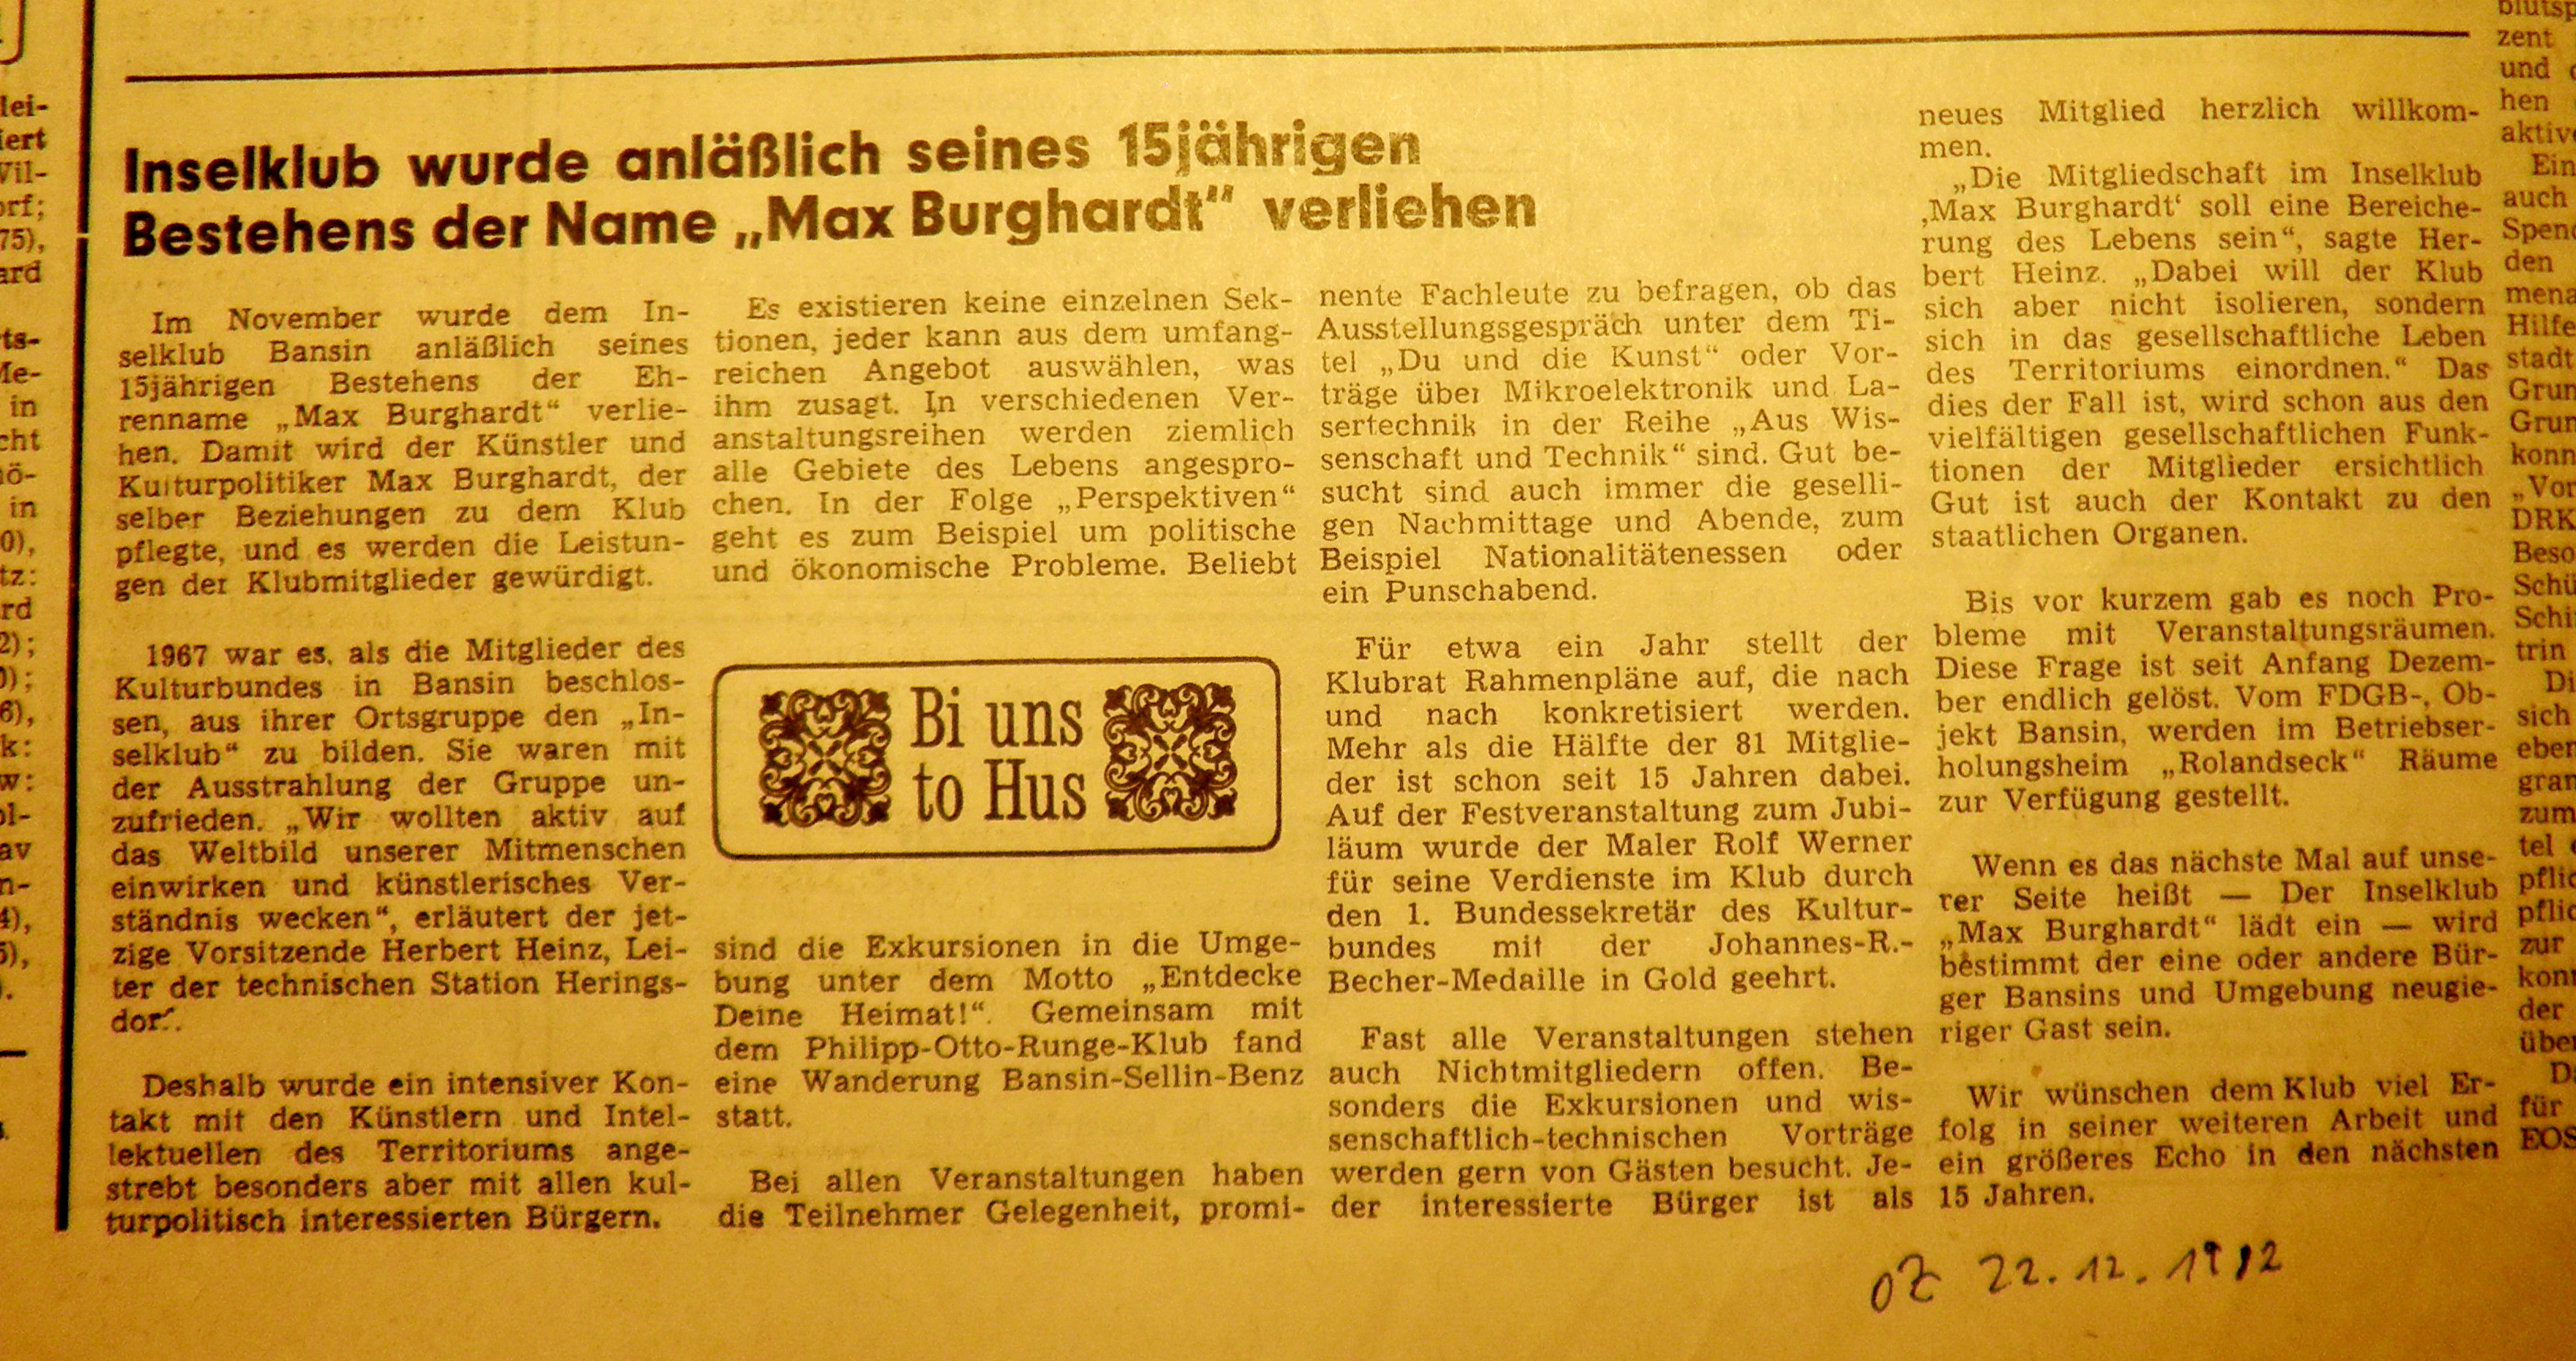 Inselklub wurde anläßlich seines 15jährigen
Bestehens der Name „Max Burghardt" verliehen
Im November wurde dem In-
selklub Bansin anläßlich seines
15jährigen Bestehens der Eh-
renname „Max Burghardt“ verlie-
hen. Damit wird der Künstler und
Kulturpolitiker Max Burghardt, der
selber Beziehungen zu dem Klub
pflegte, und es werden die Leistun-
gen der Klubmitglieder gewürdigt.
1967 war es, als die Mitglieder des
Kulturbundes in Bansin beschlos-
sen, aus ihrer Ortsgruppe den „In-
selklub“ zu bilden. Sie waren mit
der Ausstrahlung der Gruppe un-
zufrieden. „Wir wollten aktiv auf
das Weltbild unserer Mitmenschen
einwirken und künstlerisches Ver-
ständnis wecken“, erläutert der jet-
zige Vorsitzende Herbert Heinz, Lei-
ter der technischen Station Herings-
dorf.
Deshalb wurde ein intensiver Kon-
takt mit den Künstlern und Intel-
lektuellen des Territoriums ange-
strebt besonders aber mit allen kul-
turpolitisch interessierten Bürgern.
Es existieren keine einzelnen Sek-
tionen, jeder kann aus dem umfang-
reichen Angebot auswählen, was
ihm zusagt. In verschiedenen Ver-
anstaltungsreihen werden ziemlich
alle Gebiete des Lebens angespro-
chen. In der Folge „Perspektiven“
geht es zum Beispiel um politische
und ökonomische Probleme. Beliebt
Bi uns
to Hus
sind die Exkursionen in die Umge-
bung unter dem Motto „Entdecke
Deine Heimat!“. Gemeinsam mit
dem Philipp-Otto-Runge-Klub fand
eine Wanderung Bansin-Sellin-Benz
statt.
Bei allen Veranstaltungen haben
die Teilnehmer Gelegenheit, promi-
nente Fachleute zu befragen, ob das
Ausstellungsgespräch unter dem Ti-
tel „Du und die Kunst“ oder Vor-
träge über Mikroelektronik und La-
sertechnik in der Reihe „Aus Wis-
senschaft und Technik“ sind. Gut be-
sucht sind auch immer die geselli-
gen Nachmittage und Abende, zum
Beispiel Nationalitätenessen oder
ein Punschabend.
Für etwa ein Jahr stellt der
Klubrat Rahmenpläne auf, die nach
und nach konkretisiert werden.
Mehr als die Hälfte der 81 Mitglie-
der ist schon seit 15 Jahren dabei.
Auf der Festveranstaltung zum Jubi-
läum wurde der Maler Rolf Werner
für seine Verdienste im Klub durch
den 1. Bundessekretär des Kultur-
bundes mit der Johannes-R.-
Becher-Medaille in Gold geehrt.
Fast alle Veranstaltungen stehen
auch Nichtmitgliedern offen. Be-
sonders die Exkursionen und wis-
senschaftlich-technischen Vorträge
werden gern von Gästen besucht. Je-
der interessierte Bürger ist als
neues Mitglied herzlich willkom-
men.
„Die Mitgliedschaft im Inselklub
‚Max Burghardt‘ soll eine Bereiche-
rung des Lebens sein“, sagte Her-
bert Heinz. „Dabei will der Klub
sich aber nicht isolieren, sondern
sich in das gesellschaftliche Leben
des Territoriums einordnen.“ Das
dies der Fall ist, wird schon aus den
vielfältigen gesellschaftlichen Funk-
tionen der Mitglieder ersichtlich
Gut ist auch der Kontakt zu den
staatlichen Organen.
Bis vor kurzem gab es noch Pro-
bleme mit Veranstaltungsräumen.
Diese Frage ist seit Anfang Dezem-
ber endlich gelöst. Vom FDGB-, Ob-
jekt Bansin, werden im Betriebser-
holungsheim „Rolandseck“ Räume
zur Verfügung gestellt.
Wenn es das nächste Mal auf unse-
rer Seite heißt — Der Inselklub
„Max Burghardt“ lädt ein — wird
bestimmt der eine oder andere Bür-
ger Bansins und Umgebung neugie-
riger Gast sein.
Wir wünschen dem Klub viel Er-
folg in seiner weiteren Arbeit und
ein größeres Echo in den nächsten
15 Jahren.
OZ 22.12.1982